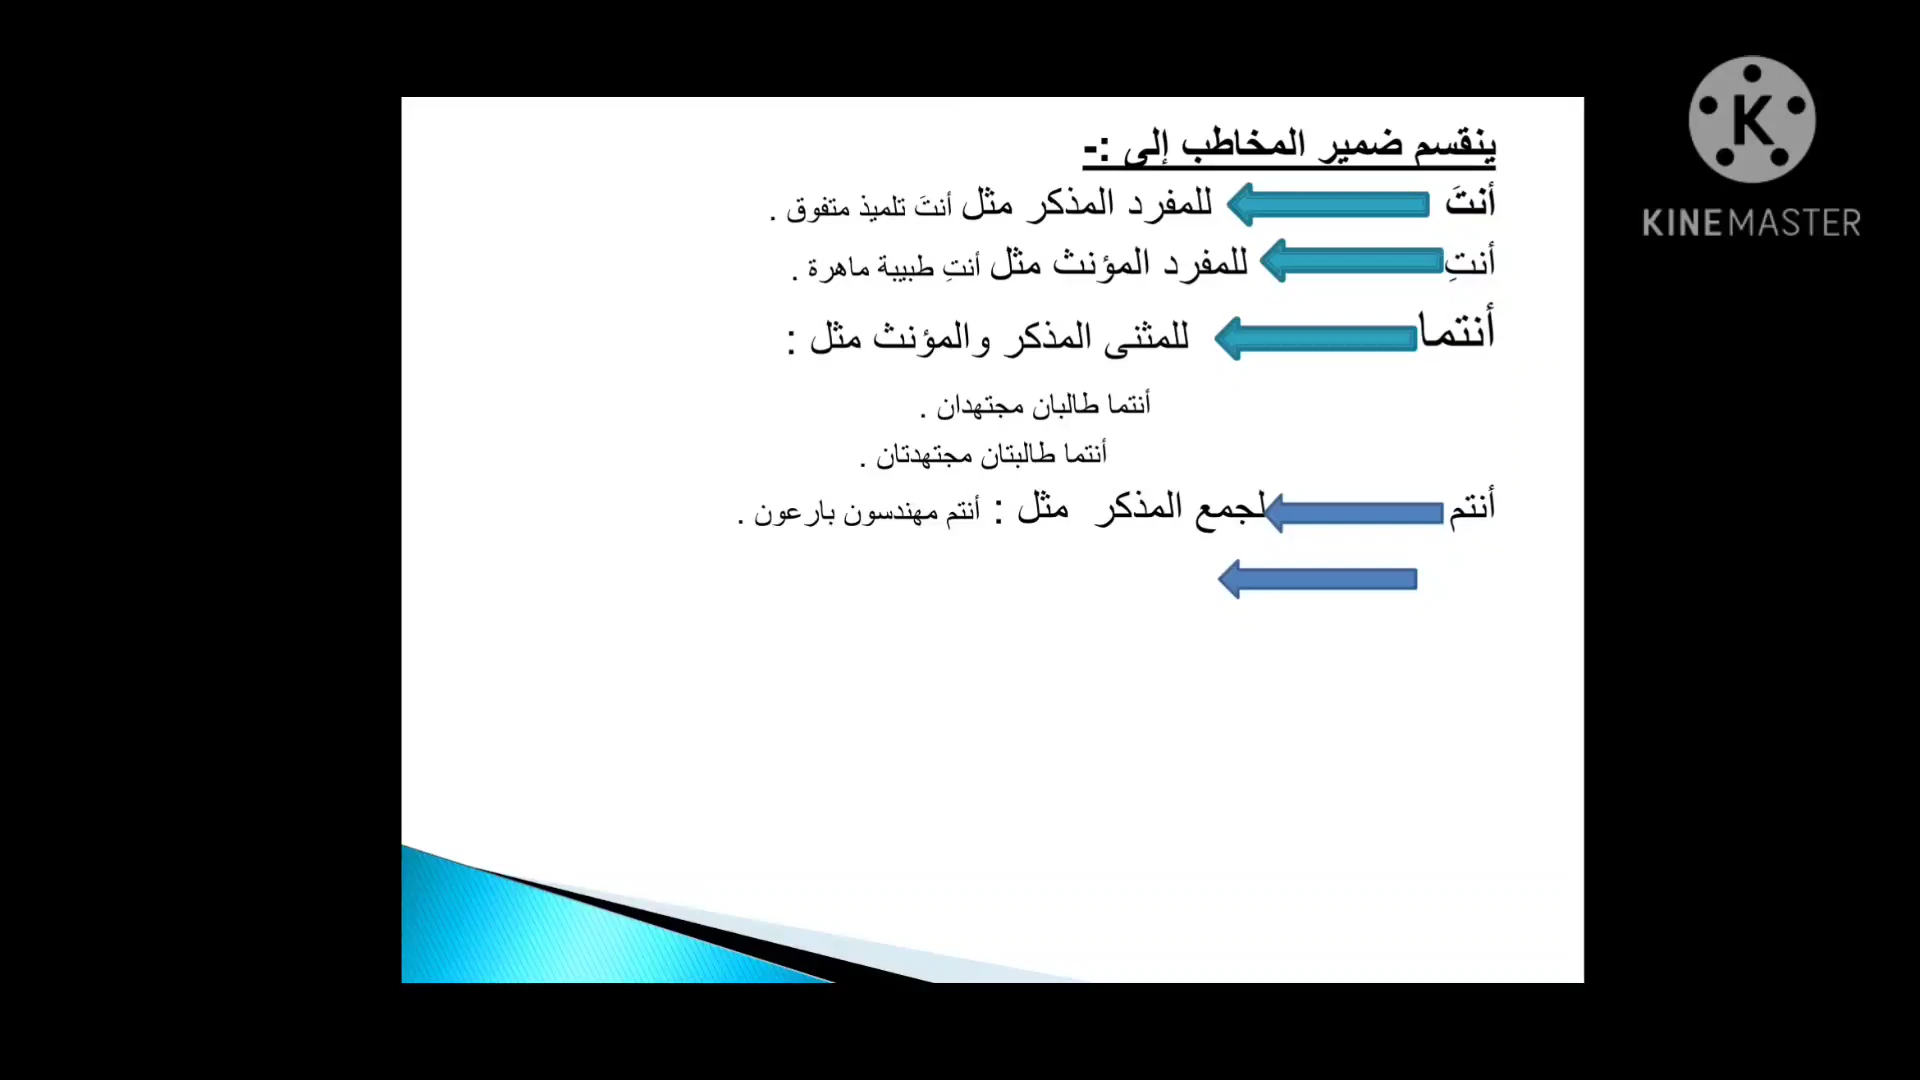 ينقسم ضمير المخاطب إلى :-
أنتَ للمفرد المذكر مثل أنتَ تلميذ متفوق .
أنتِ للمفرد المؤنث مثل أنتِ طبيبة ماهرة .
أنتما للمثنى المذكر والمؤنث مثل :
أنتما طالبان مجتهدان .
أنتما طالبتان مجتهدتان .
أنتم لجمع المذكر مثل : أنتم مهندسون بارعون .
K
KINEMASTER